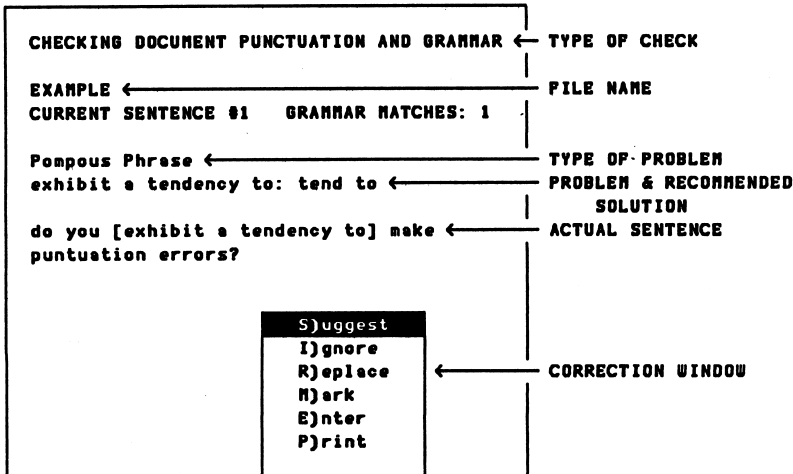 CHECKING DOCUMENT PUNCTUATION AND GRAMMAR ← TYPE OF CHECK
EXAMPLE ← FILE NAME
CURRENT SENTENCE #1 GRAMMAR MATCHES: 1
Pompous Phrase ← TYPE OF PROBLEM
exhibit a tendency to: tend to ← PROBLEM & RECOMMENDED
SOLUTION
do you [exhibit a tendency to] make ← ACTUAL SENTENCE
puntuation errors?
S)uggest
I)gnore
R)eplace ← CORRECTION WINDOW
M)ark
E)nter
P)rint